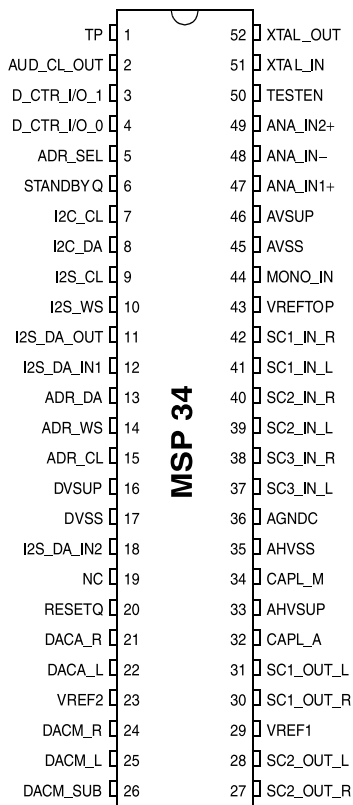 TP 1 52 XTAL_OUT
AUD_CL_OUT 2 51 XTAL_IN
D_CTR_I/O_1 3 50 TESTEN
D_CTR_I/O_0 4 49 ANA_IN2+
ADR_SEL 5 48 ANA_IN−
STANDBYQ 6 47 ANA_IN1+
I2C_CL 7 46 AVSUP
I2C_DA 8 45 AVSS
I2S_CL 9 44 MONO_IN
I2S_WS 10 43 VREFTOP
I2S_DA_OUT 11 42 SC1_IN_R
I2S_DA_IN1 12 41 SC1_IN_L
ADR_DA 13 40 SC2_IN_R
ADR_WS 14 39 SC2_IN_L
ADR_CL 15 38 SC3_IN_R
DVSUP 16 37 SC3_IN_L
DVSS 17 36 AGNDC
I2S_DA_IN2 18 35 AHVSS
NC 19 34 CAPL_M
RESETQ 20 33 AHVSUP
DACA_R 21 32 CAPL_A
DACA_L 22 31 SC1_OUT_L
VREF2 23 30 SC1_OUT_R
DACM_R 24 29 VREF1
DACM_L 25 28 SC2_OUT_L
DACM_SUB 26 27 SC2_OUT_R
MSP 34